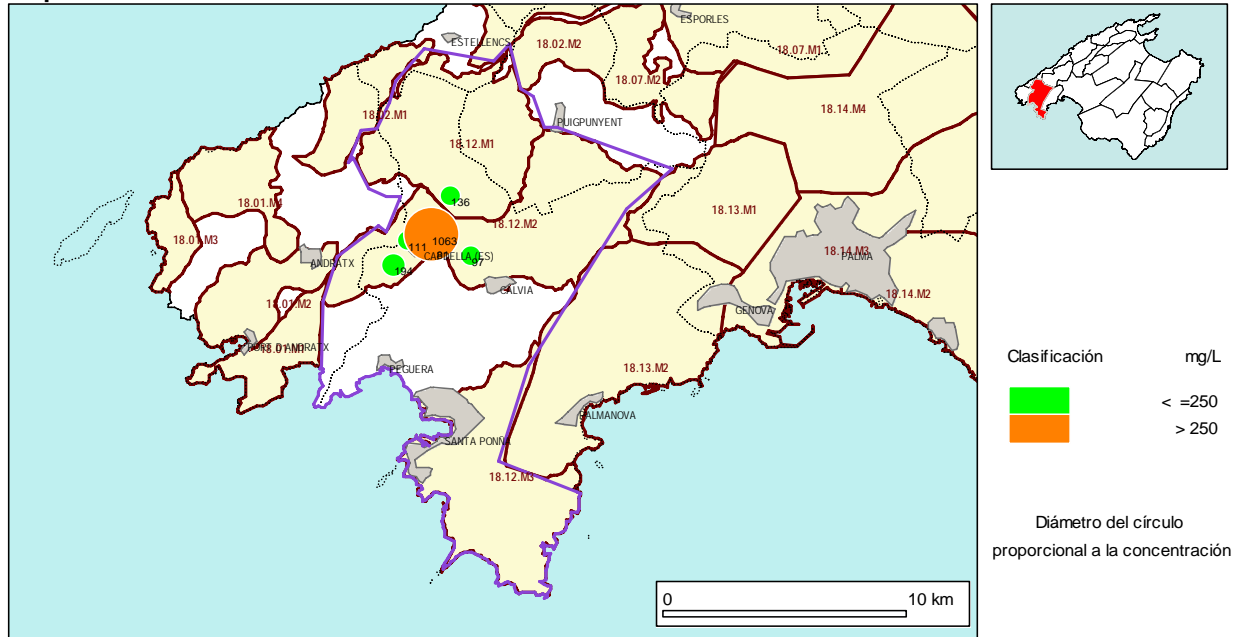 ESPORLES
ESTELLENCS
18.02.M2
18.07.M1
18.07.M2
18.14.M4
18.02.M1
PUIGPUNYENT
18.12.M1
136
18.01.M4
18.13.M1
18.12.M2
18.01.M3
111
1063
ANDRATX
CAPDELLA (ES)
97
194
18.14.M3
PALMA
CALVIA
18.14.M2
18.01.M2
GENOVA
PORT D'ANDRATX
18.01.M1
PEGUERA
18.13.M2
PALMANOVA
SANTA PONÑA
18.12.M3
0 10 km
Clasificación mg/L
< =250
> 250
Diámetro del círculo
proporcional a la concentración